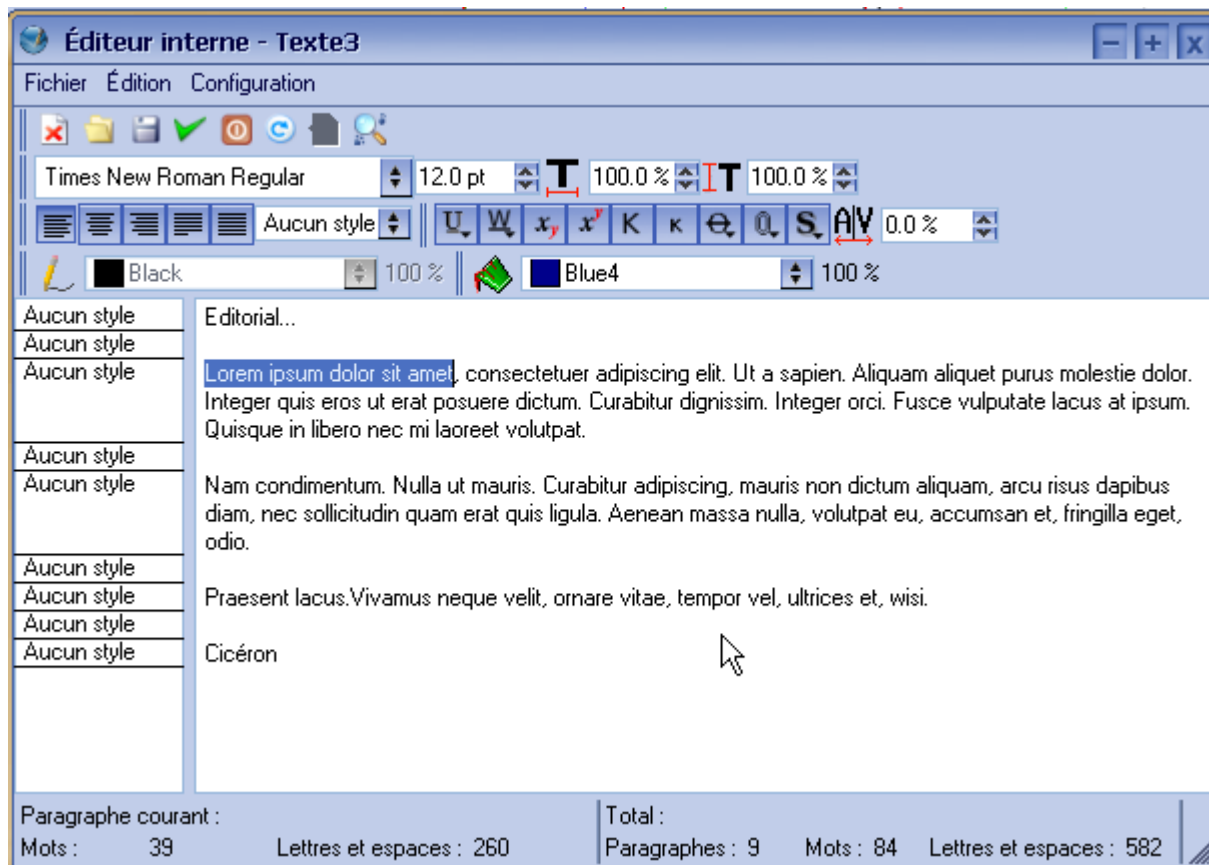 Éditeur interne - Texte3
Fichier Édition Configuration
Times New Roman Regular 12.0 pt T 100.0 % T 100.0 %
Aucun style U W xy xy K K O O S A|V 0.0 %
Black 100 % Blue4 100 %
Aucun style Editorial...
Aucun style
Aucun style Lorem ipsum dolor sit amet, consectetuer adipiscing elit. Ut a sapien. Aliquam aliquet purus molestie dolor.
Integer quis eros ut erat posuere dictum. Curabitur dignissim. Integer orci. Fusce vulputate lacus at ipsum.
Quisque in libero nec mi laoreet volutpat.
Aucun style
Aucun style Nam condimentum. Nulla ut mauris. Curabitur adipiscing, mauris non dictum aliquam, arcu risus dapibus
diam, nec sollicitudin quam erat quis ligula. Aenean massa nulla, volutpat eu, accumsan et, fringilla eget,
odio.
Aucun style
Aucun style Praesent lacus.Vivamus neque velit, ornare vitae, tempor vel, ultrices et, wisi.
Aucun style
Aucun style Cicéron
Paragraphe courant : Total :
Mots : 39 Lettres et espaces : 260 Paragraphes : 9 Mots : 84 Lettres et espaces : 582